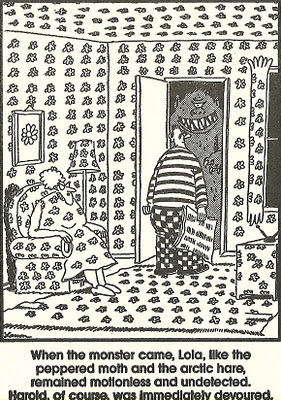 Larson
When the monster came, Lola, like the
peppered moth and the arctic hare,
remained motionless and undetected.
Harold, of course, was immediately devoured.